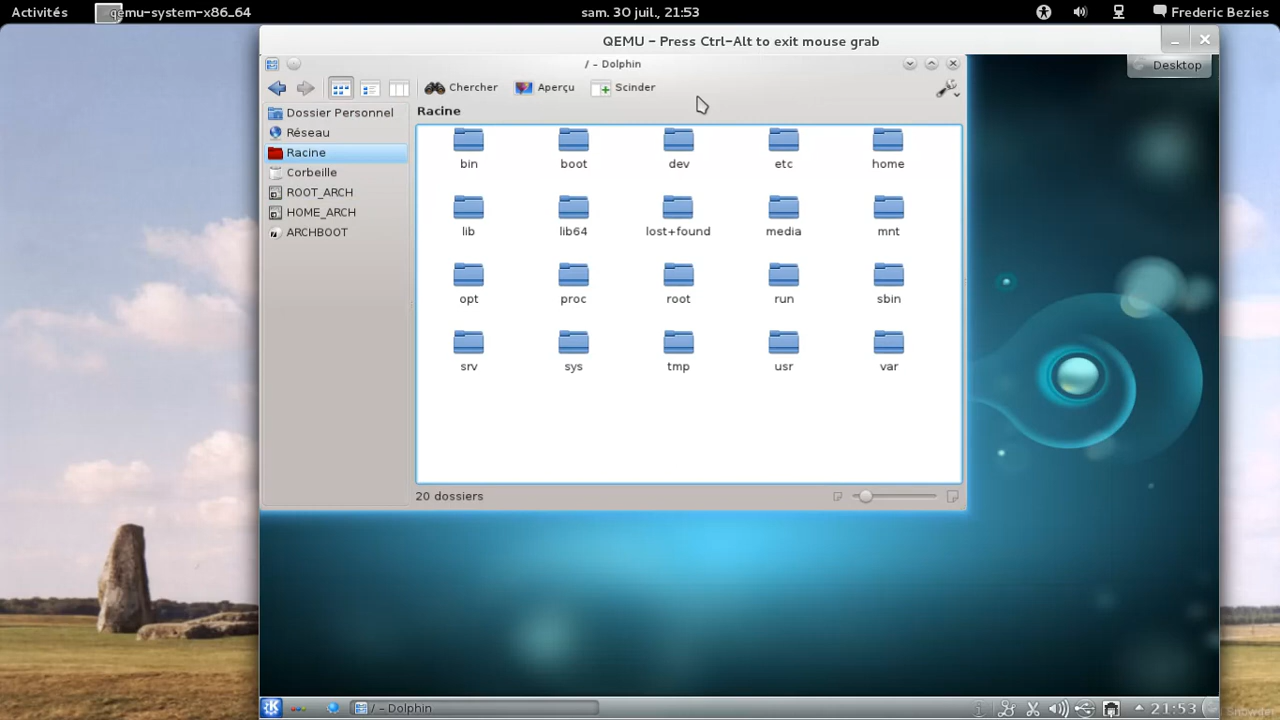 Activités qemu-system-x86_64 sam. 30 juil., 21:53 Frederic Bezies
QEMU - Press Ctrl-Alt to exit mouse grab
/ - Dolphin
Desktop
Chercher Aperçu Scinder
Racine
Dossier Personnel
Réseau
Racine
Corbeille
ROOT_ARCH
HOME_ARCH
ARCHBOOT
bin boot dev etc home
lib lib64 lost+found media mnt
opt proc root run sbin
srv sys tmp usr var
20 dossiers
/ - Dolphin 21:53